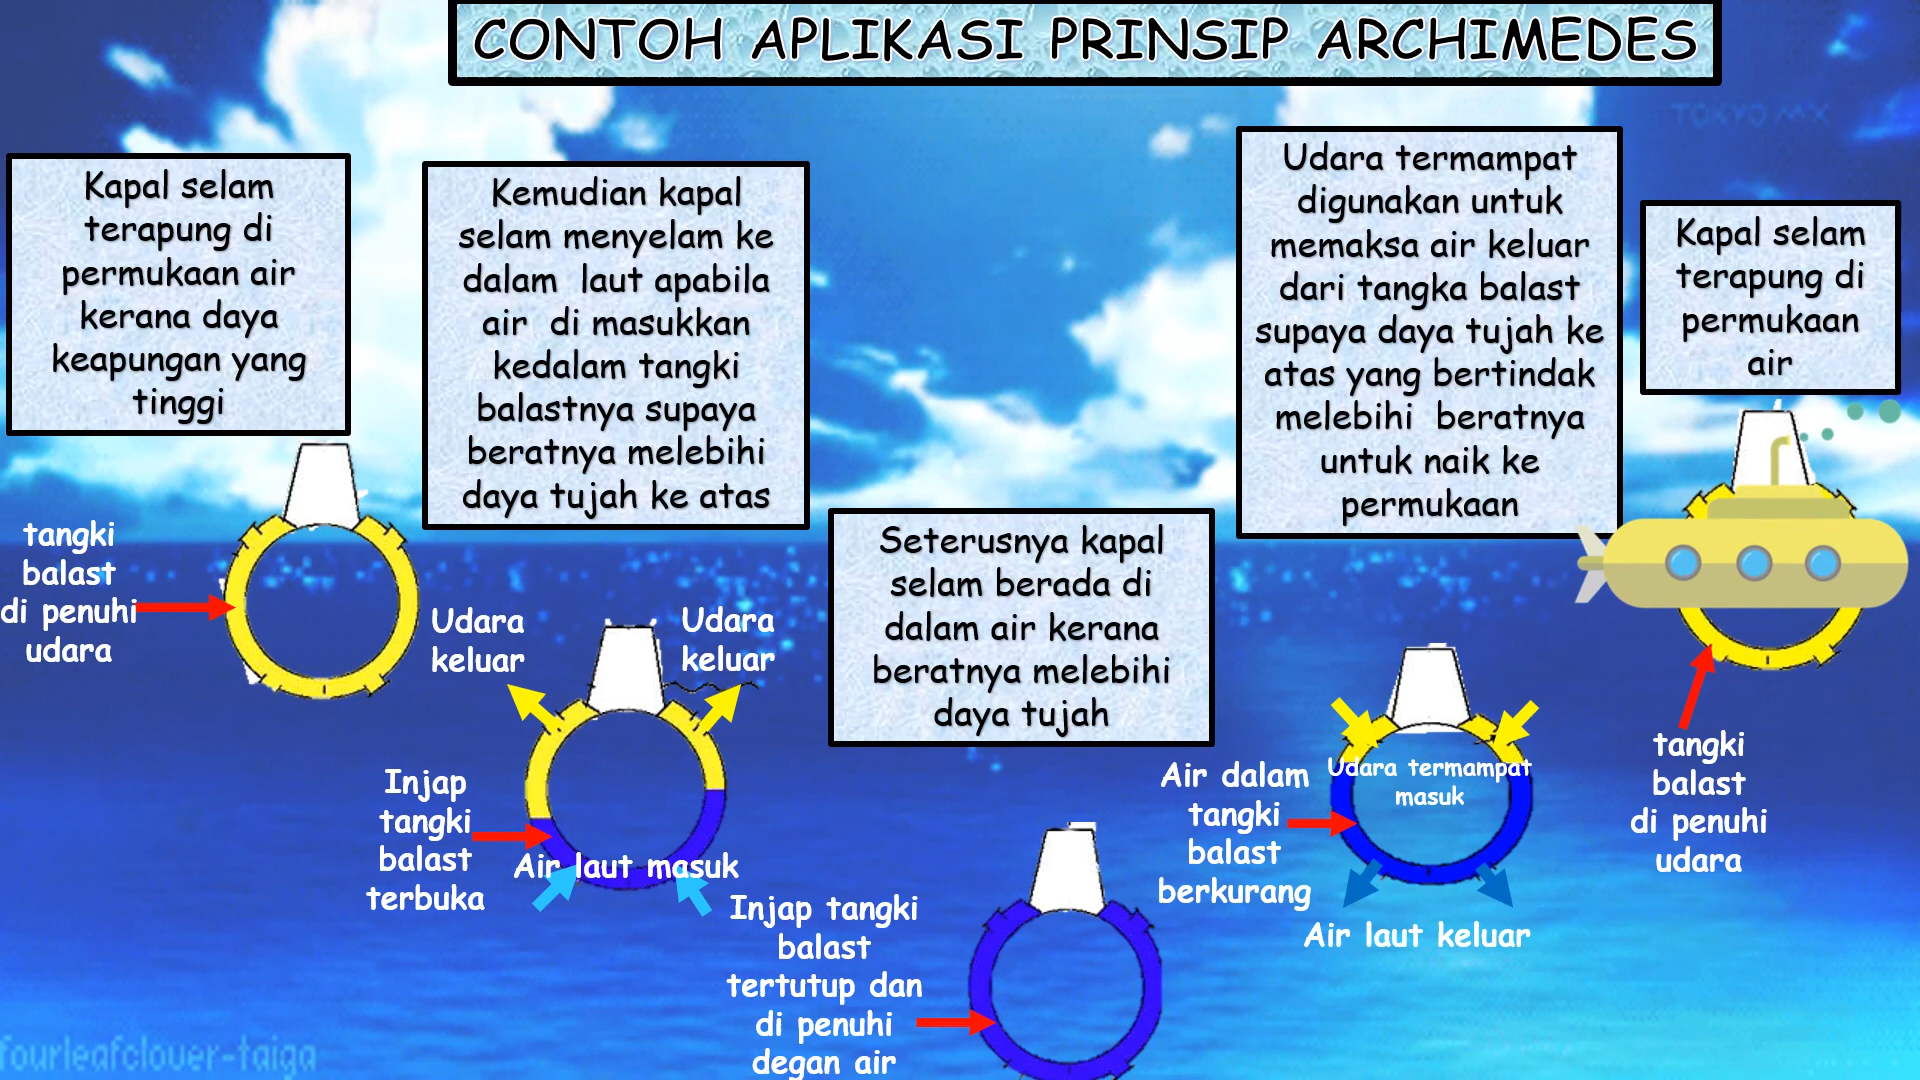 CONTOH APLIKASI PRINSIP ARCHIMEDES
TOKYO MX
Kapal selam
terapung di
permukaan air
kerana daya
keapungan yang
tinggi
tangki
balast
di penuhi
udara
Kemudian kapal
selam menyelam ke
dalam laut apabila
air di masukkan
kedalam tangki
balastnya supaya
beratnya melebihi
daya tujah ke atas
Udara
keluar
Udara
keluar
Injap
tangki
balast
terbuka
Air laut masuk
Seterusnya kapal
selam berada di
dalam air kerana
beratnya melebihi
daya tujah
Injap tangki
balast
tertutup dan
di penuhi
degan air
Udara termampat
digunakan untuk
memaksa air keluar
dari tangka balast
supaya daya tujah ke
atas yang bertindak
melebihi beratnya
untuk naik ke
permukaan
Air dalam
tangki
balast
berkurang
Udara termampat
masuk
Air laut keluar
Kapal selam
terapung di
permukaan
air
tangki
balast
di penuhi
udara
fourleafclover-taiga